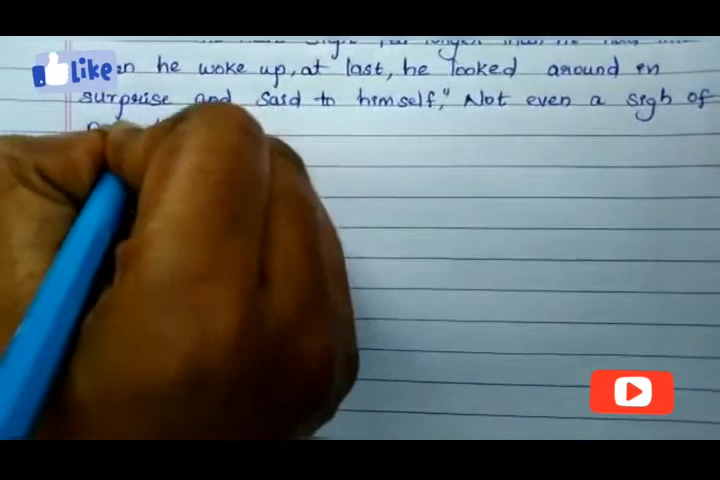 Like
he woke up, at last, he looked around in
surprise and said to himself," Not even a sigh of